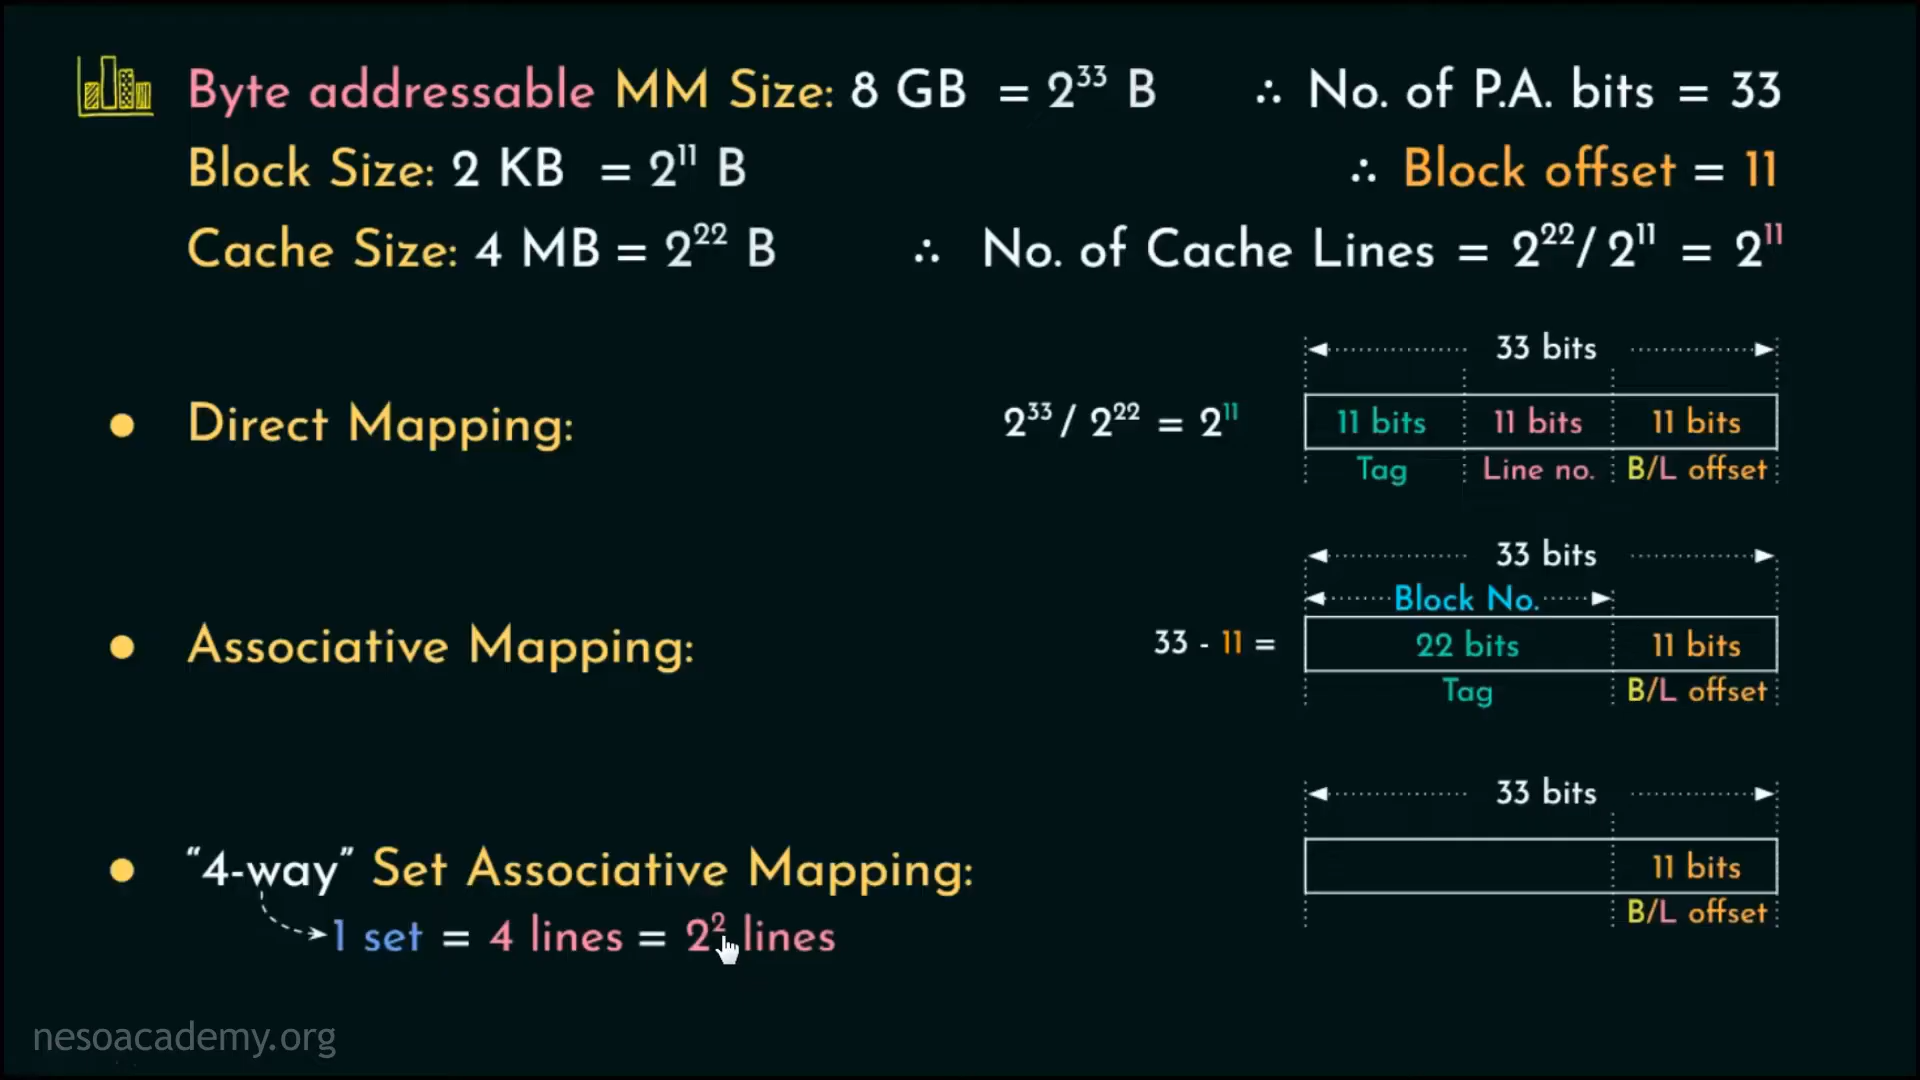 Byte addressable MM Size: 8 GB = 2³³ B ∴ No. of P.A. bits = 33
Block Size: 2 KB = 2¹¹ B ∴ Block offset = 11
Cache Size: 4 MB = 2²² B ∴ No. of Cache Lines = 2²²/ 2¹¹ = 2¹¹
33 bits
Direct Mapping: 2³³ / 2²² = 2¹¹ 11 bits 11 bits 11 bits
Tag Line no. B/L offset
33 bits
Block No.
Associative Mapping: 33 - 11 = 22 bits 11 bits
Tag B/L offset
33 bits
"4-way" Set Associative Mapping: 11 bits
B/L offset
1 set = 4 lines = 2² lines
nesoacademy.org